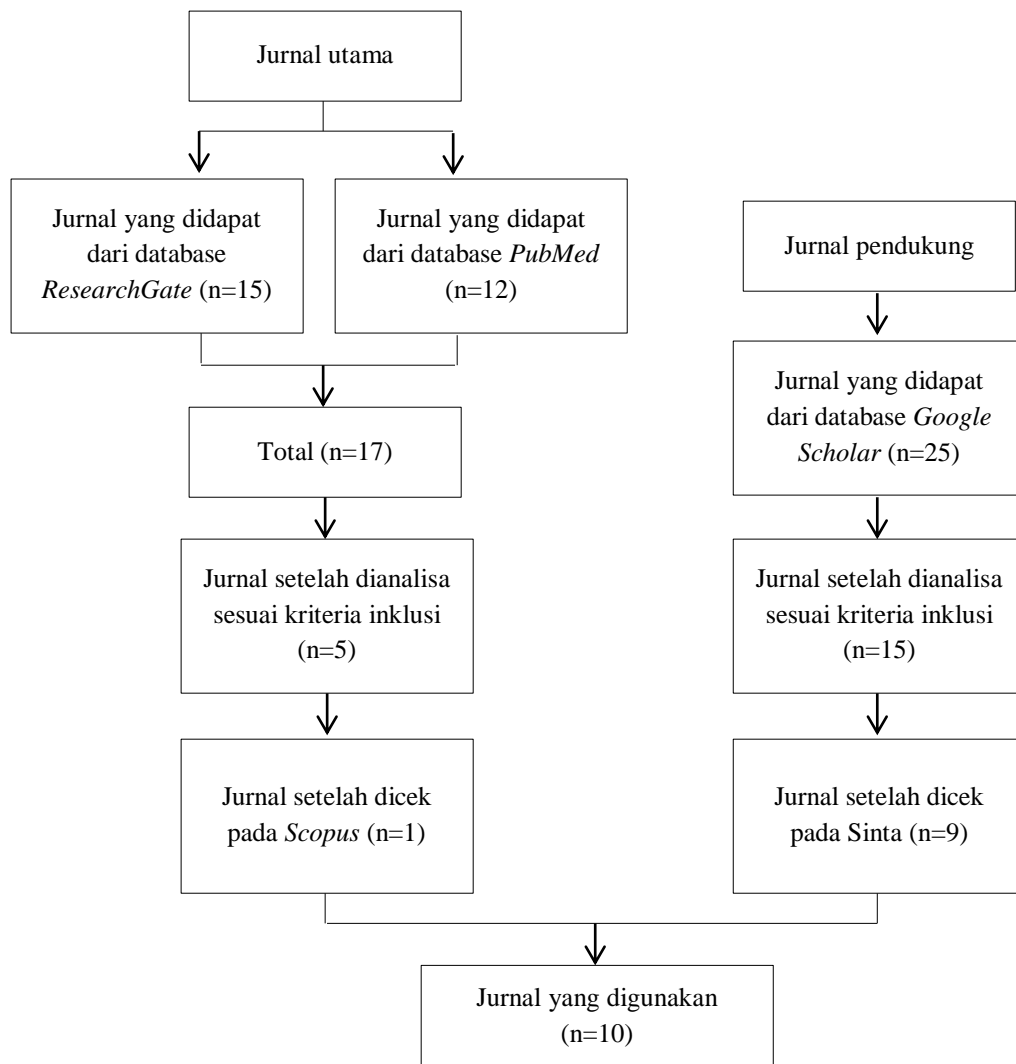 Jurnal utama
Jurnal yang didapat
dari database
ResearchGate (n=15)
Jurnal yang didapat
dari database PubMed
(n=12)
Total (n=17)
Jurnal setelah dianalisa
sesuai kriteria inklusi
(n=5)
Jurnal setelah dicek
pada Scopus (n=1)
Jurnal pendukung
Jurnal yang didapat
dari database Google
Scholar (n=25)
Jurnal setelah dianalisa
sesuai kriteria inklusi
(n=15)
Jurnal setelah dicek
pada Sinta (n=9)
Jurnal yang digunakan
(n=10)